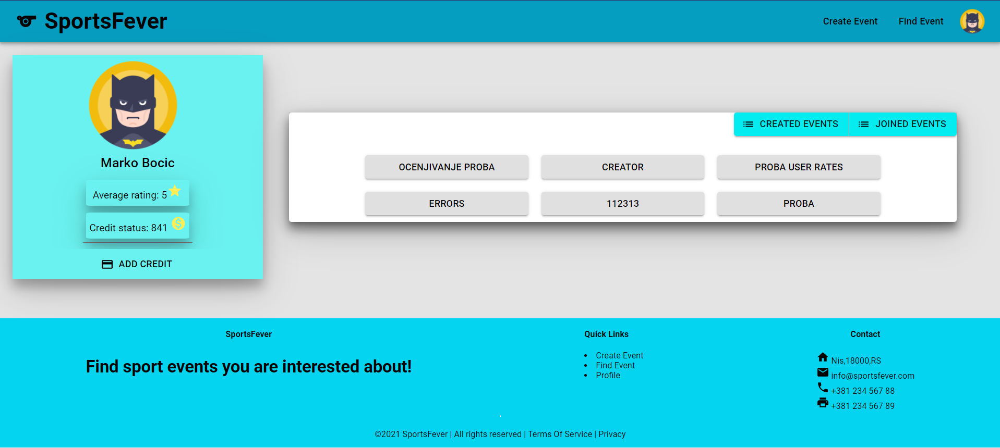 SportsFever
Create Event
Find Event
Marko Bocic
Average rating: 5
Credit status: 841
ADD CREDIT
CREATED EVENTS
JOINED EVENTS
OCENJIVANJE PROBA
CREATOR
PROBA USER RATES
ERRORS
112313
PROBA
SportsFever
Find sport events you are interested about!
Quick Links
Create Event
Find Event
Profile
Contact
Nis,18000,RS
info@sportsfever.com
+381 234 567 88
+381 234 567 89
©2021 SportsFever | All rights reserved | Terms Of Service | Privacy